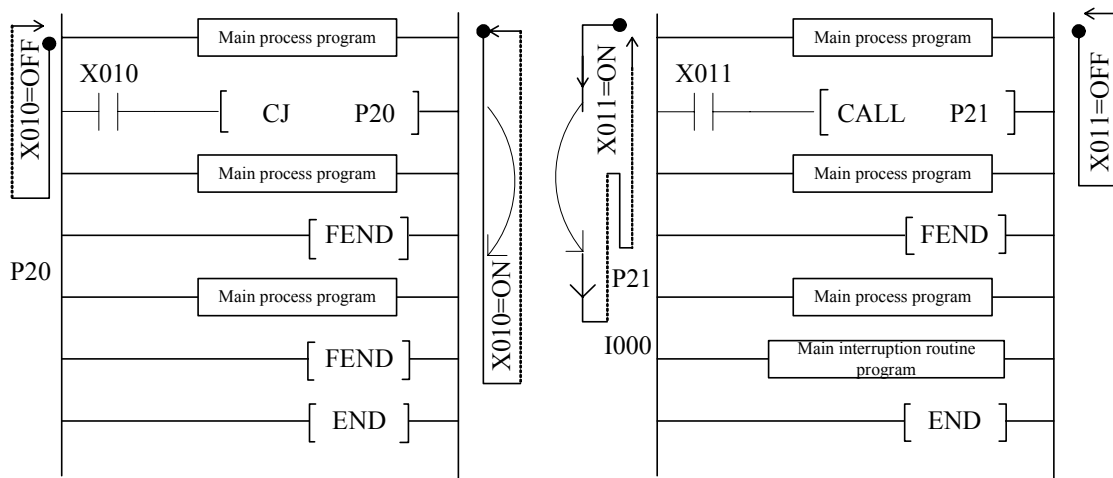 X010=OFF
Main process program
X010
CJ P20
Main process program
FEND
P20
Main process program
FEND
END
X010=ON
X011=ON
Main process program
X011
CALL P21
Main process program
FEND
P21
Main process program
I000
Main interruption routine
program
END
X011=OFF